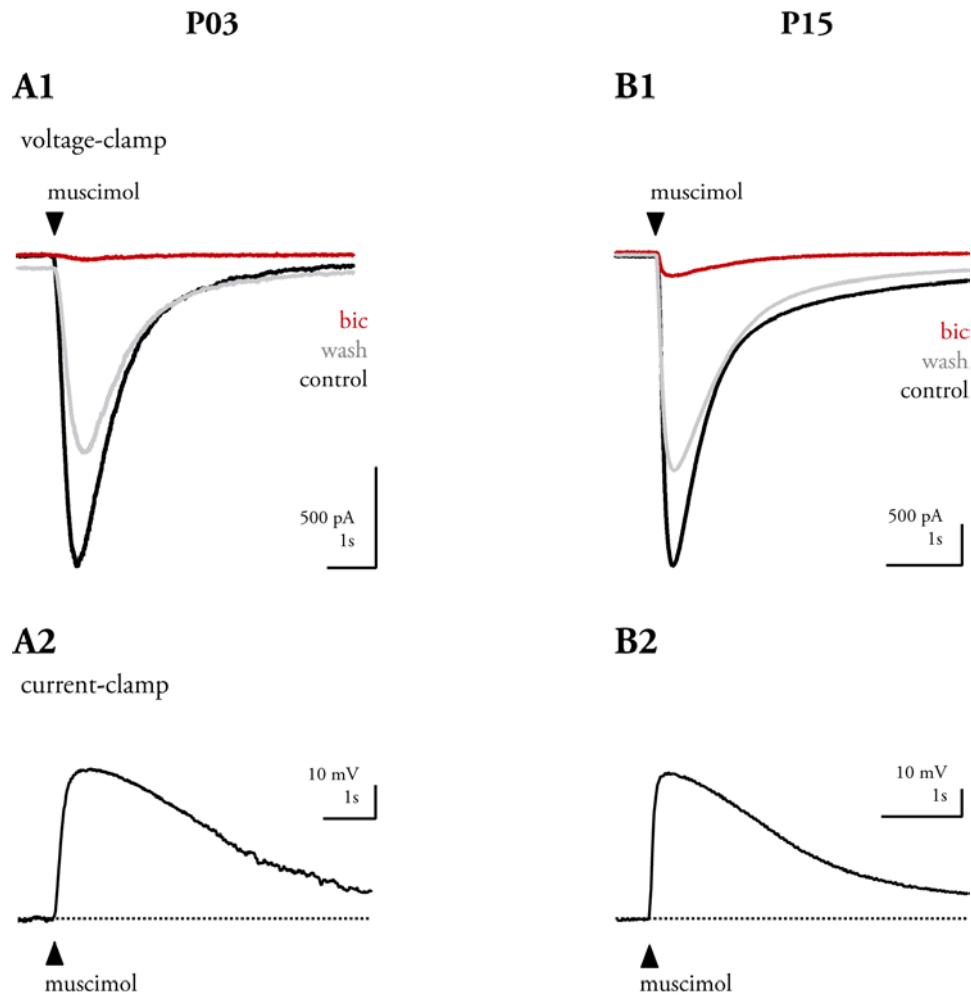 P03
P15
A1
B1
voltage-clamp
muscimol
muscimol
bic
wash
control
bic
wash
control
500 pA
1s
500 pA
1s
A2
B2
current-clamp
10 mV
1s
10 mV
1s
muscimol
muscimol